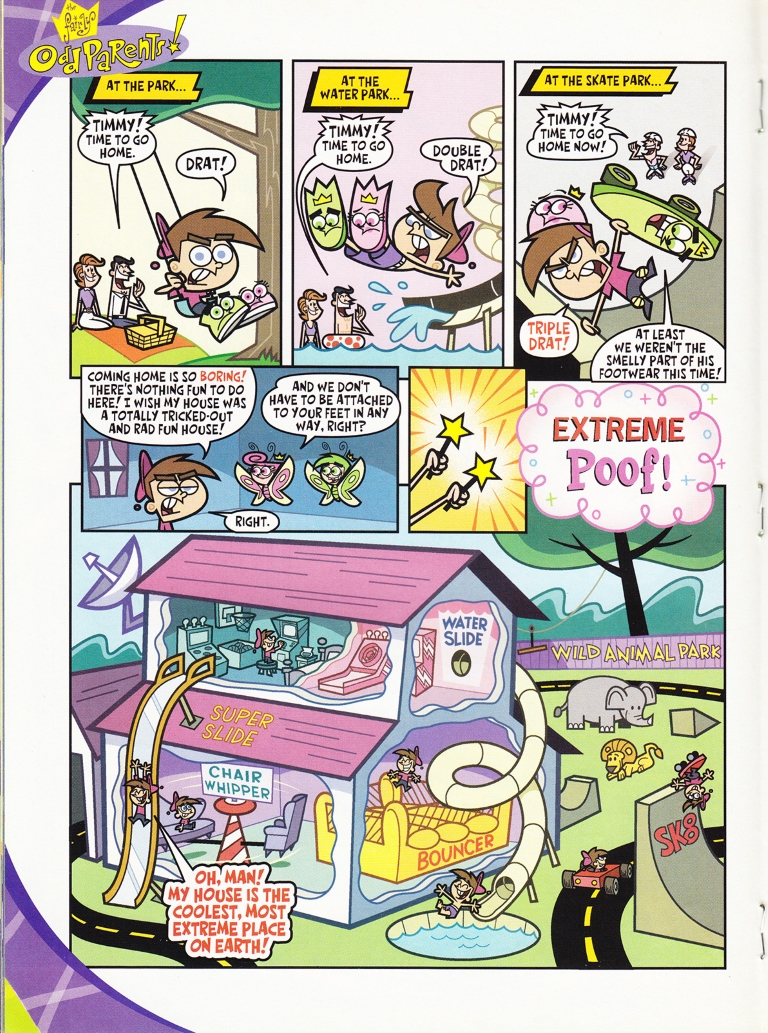 the
fairly
OddParents!
AT THE PARK...
TIMMY!
TIME TO GO
HOME.
DRAT!
AT THE
WATER PARK...
TIMMY!
TIME TO GO
HOME.
DOUBLE
DRAT!
AT THE SKATE PARK...
TIMMY!
TIME TO GO
HOME NOW!
TRIPLE
DRAT!
AT LEAST
WE WEREN'T THE
SMELLY PART OF HIS
FOOTWEAR THIS TIME!
COMING HOME IS SO BORING!
THERE'S NOTHING FUN TO DO
HERE! I WISH MY HOUSE WAS
A TOTALLY TRICKED-OUT
AND RAD FUN HOUSE!
AND WE DON'T
HAVE TO BE ATTACHED
TO YOUR FEET IN ANY
WAY, RIGHT?
RIGHT.
EXTREME
Poof!
WATER
SLIDE
WILD ANIMAL PARK
SUPER
SLIDE
CHAIR
WHIPPER
BOUNCER
SK8
OH, MAN!
MY HOUSE IS THE
COOLEST, MOST
EXTREME PLACE
ON EARTH!